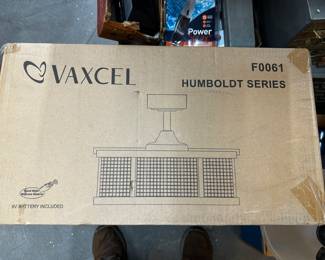 Power
VAXCEL
F0061
HUMBOLDT SERIES
9V BATTERY INCLUDED